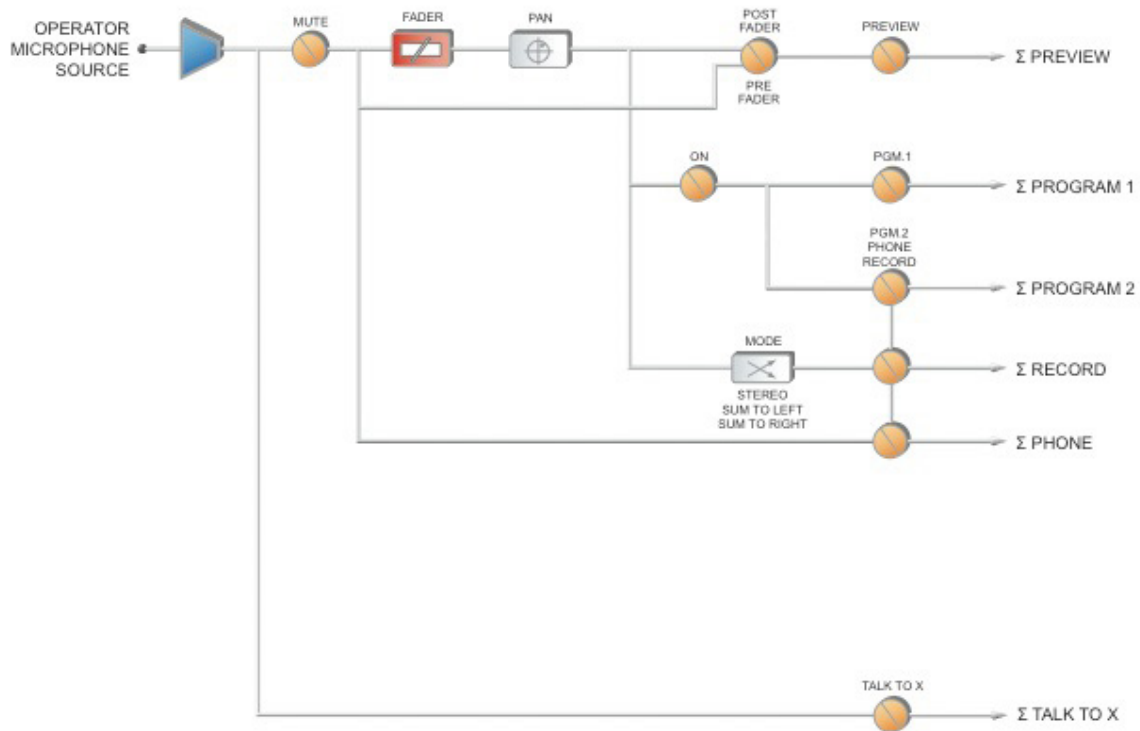 OPERATOR
MICROPHONE
SOURCE
MUTE
FADER
PAN
POST
FADER
PRE
FADER
PREVIEW
Σ PREVIEW
ON
PGM.1
Σ PROGRAM 1
PGM.2
PHONE
RECORD
Σ PROGRAM 2
MODE
STEREO
SUM TO LEFT
SUM TO RIGHT
Σ RECORD
Σ PHONE
TALK TO X
Σ TALK TO X